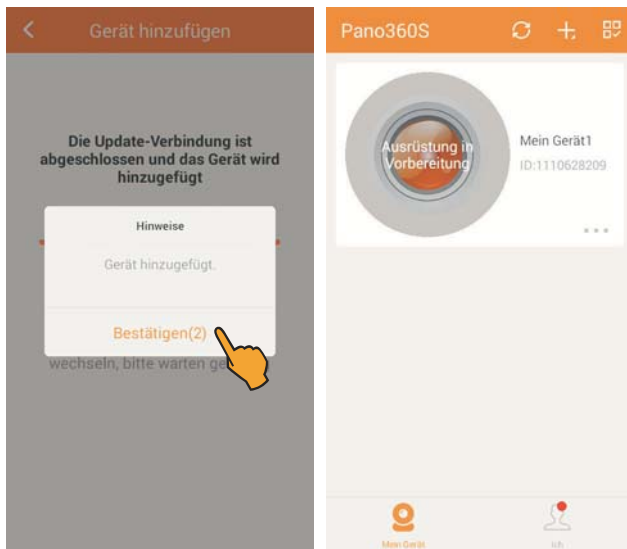 Gerät hinzufügen
Die Update-Verbindung ist
abgeschlossen und das Gerät wird
hinzugefügt
Hinweise
Gerät hinzugefügt.
Bestätigen(2)
wechseln, bitte warten ge
Pano360S
Ausrüstung in
Vorbereitung
Mein Gerät1
ID:1110628209
Mein Gerät
Ich